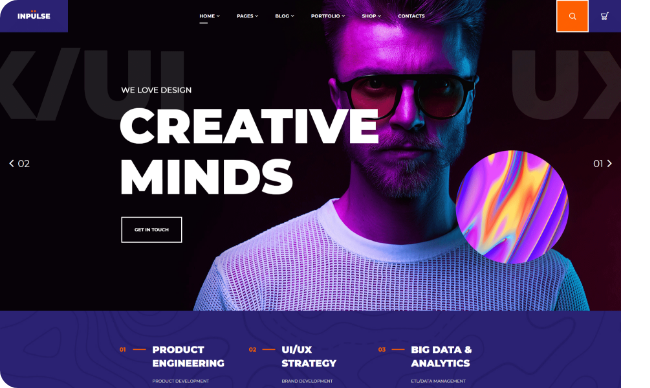 INPULSE
HOME
PAGES
BLOG
PORTFOLIO
SHOP
CONTACTS
X/UI
UX
WE LOVE DESIGN
CREATIVE
MINDS
02
01
GET IN TOUCH
01
PRODUCT
ENGINEERING
PRODUCT DEVELOPMENT
02
UI/UX
STRATEGY
BRAND DEVELOPMENT
03
BIG DATA &
ANALYTICS
ETL/DATA MANAGEMENT